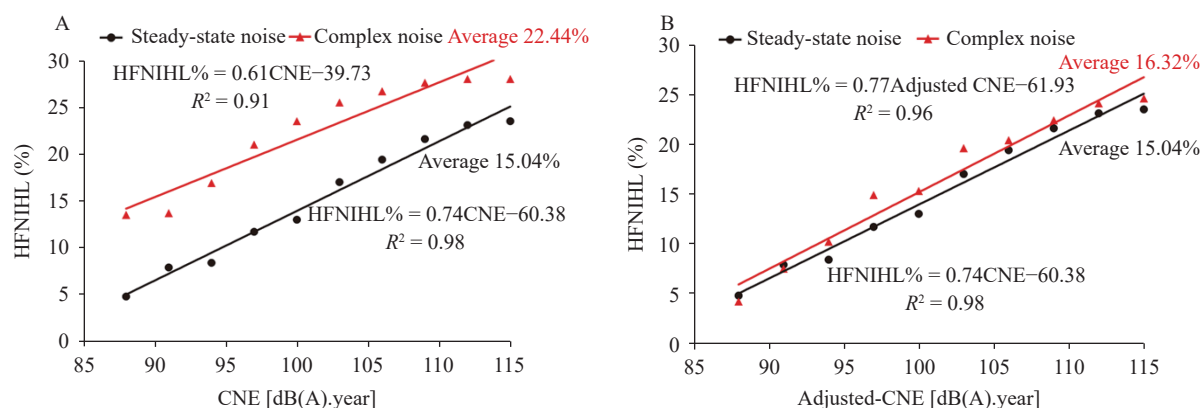 A
Steady-state noise Complex noise Average 22.44%
HFNIHL% = 0.61CNE−39.73
R² = 0.91
Average 15.04%
HFNIHL% = 0.74CNE−60.38
R² = 0.98
HFNIHL (%)
30
25
20
15
10
5
0
85 90 95 100 105 110 115
CNE [dB(A).year]
B
Steady-state noise Complex noise
Average 16.32%
HFNIHL% = 0.77Adjusted CNE−61.93
R² = 0.96
Average 15.04%
HFNIHL% = 0.74CNE−60.38
R² = 0.98
HFNIHL (%)
30
25
20
15
10
5
0
85 90 95 100 105 110 115
Adjusted-CNE [dB(A).year]